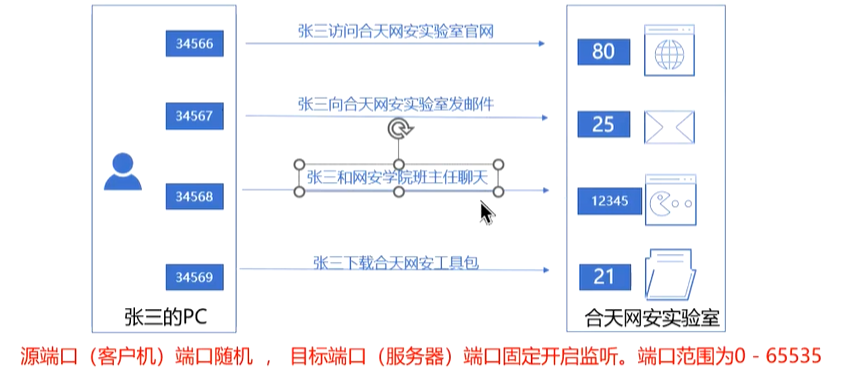 34566
张三访问合天网安实验室官网
80
34567
张三向合天网安实验室发邮件
25
34568
张三和网安学院班主任聊天
12345
34569
张三下载合天网安工具包
21
张三的PC
合天网安实验室
源端口（客户机）端口随机 ， 目标端口（服务器）端口固定开启监听。端口范围为0 - 65535